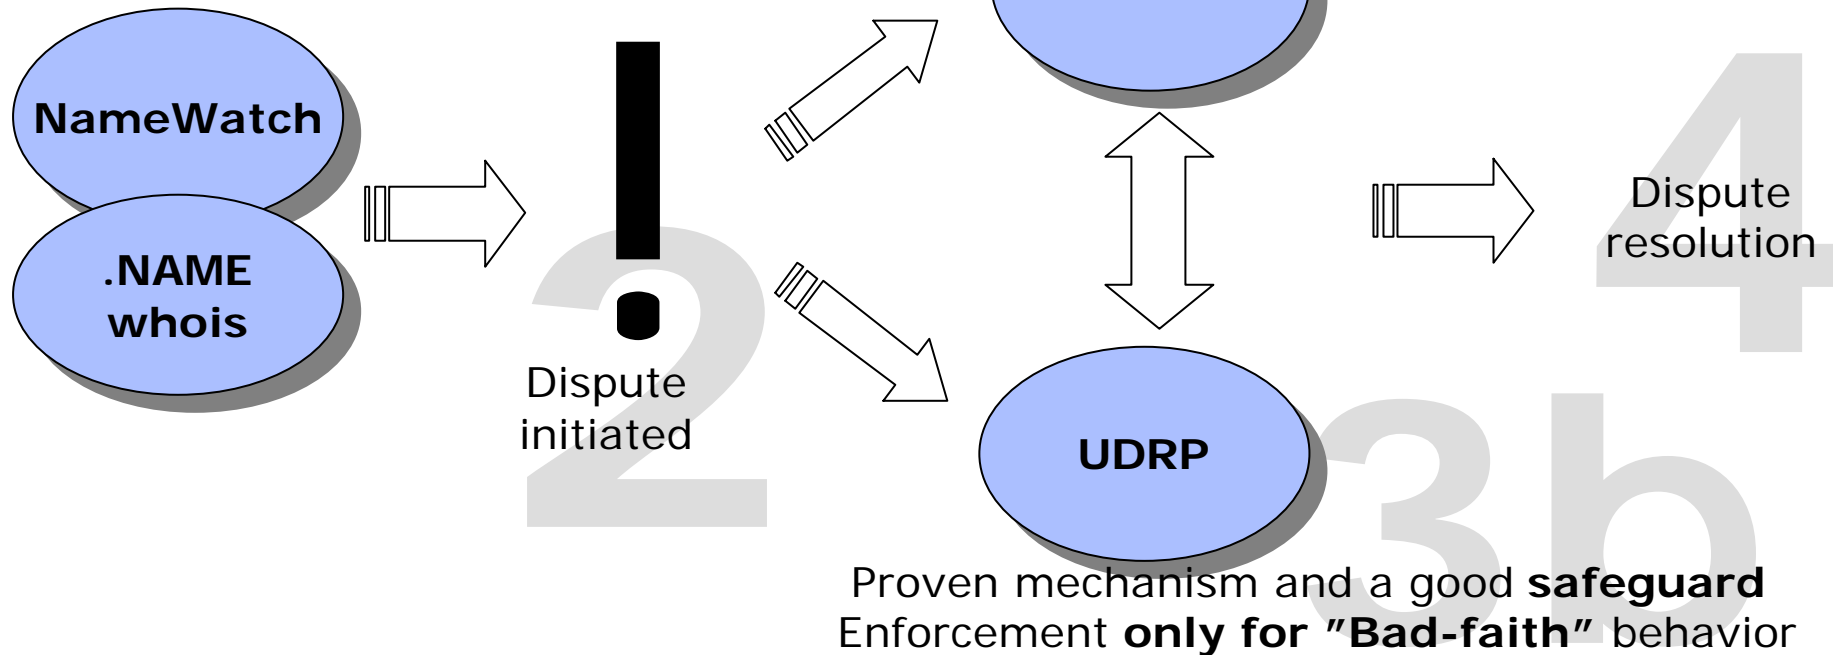 NameWatch
.NAME
whois
!
2
Dispute
initiated
UDRP
3b
Proven mechanism and a good safeguard
Enforcement only for "Bad-faith" behavior
4
Dispute
resolution